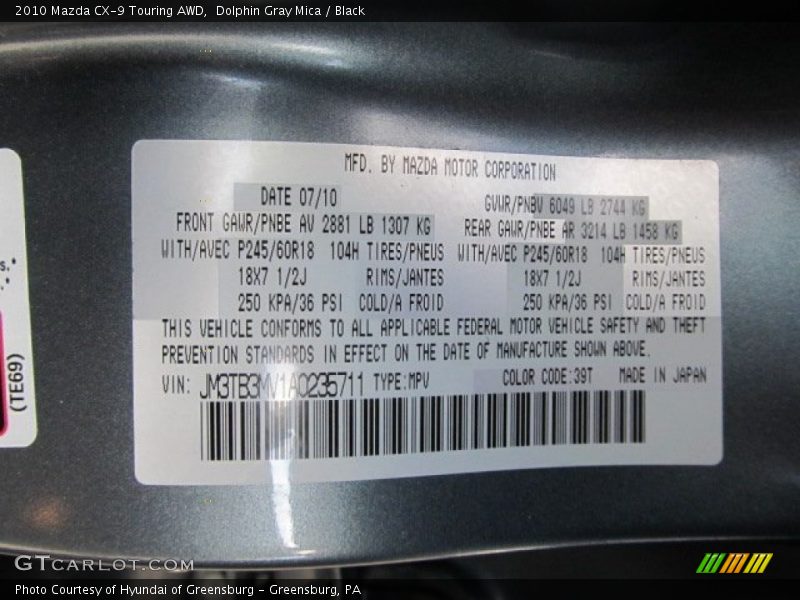 2010 Mazda CX-9 Touring AWD,  Dolphin Gray Mica / Black
MFD. BY MAZDA MOTOR CORPORATION
DATE 07/10
GVWR/PNBV 6049 LB 2744 KG
FRONT GAWR/PNBE AV 2881 LB 1307 KG
REAR GAWR/PNBE AR 3214 LB 1458 KG
WITH/AVEC P245/60R18 104H TIRES/PNEUS WITH/AVEC P245/60R18 104H TIRES/PNEUS
18X7 1/2J RIMS/JANTES 18X7 1/2J RIMS/JANTES
250 KPA/36 PSI COLD/A FROID 250 KPA/36 PSI COLD/A FROID
THIS VEHICLE CONFORMS TO ALL APPLICABLE FEDERAL MOTOR VEHICLE SAFETY AND THEFT
PREVENTION STANDARDS IN EFFECT ON THE DATE OF MANUFACTURE SHOWN ABOVE.
VIN: JM3TB3MV1A0235711 TYPE:MPV COLOR CODE:39T MADE IN JAPAN
s.
(TE69)
GTCARLOT.COM
Photo Courtesy of Hyundai of Greensburg - Greensburg, PA